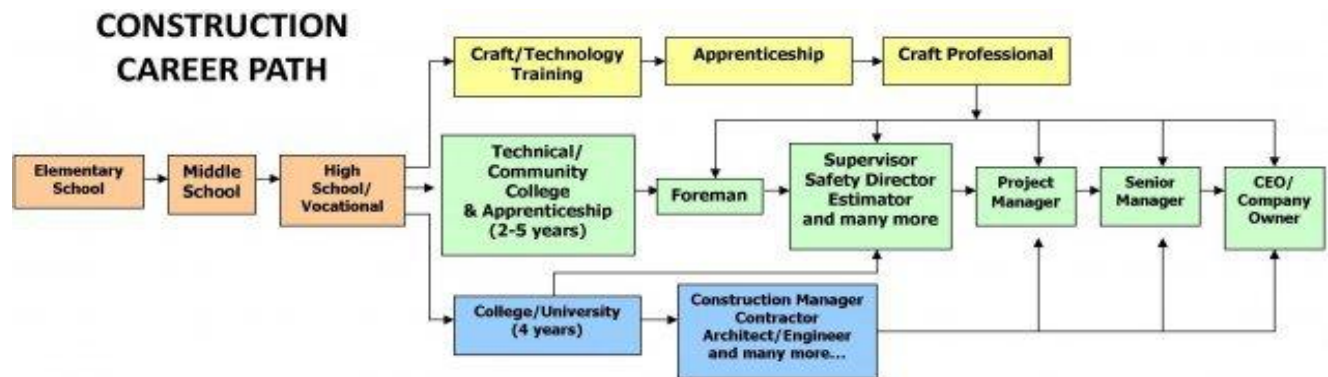 CONSTRUCTION
CAREER PATH
Craft/Technology
Training
Apprenticeship
Craft Professional
Elementary
School
Middle
School
High
School/
Vocational
Technical/
Community
College
& Apprenticeship
(2-5 years)
Foreman
Supervisor
Safety Director
Estimator
and many more
Project
Manager
Senior
Manager
CEO/
Company
Owner
College/University
(4 years)
Construction Manager
Contractor
Architect/Engineer
and many more...